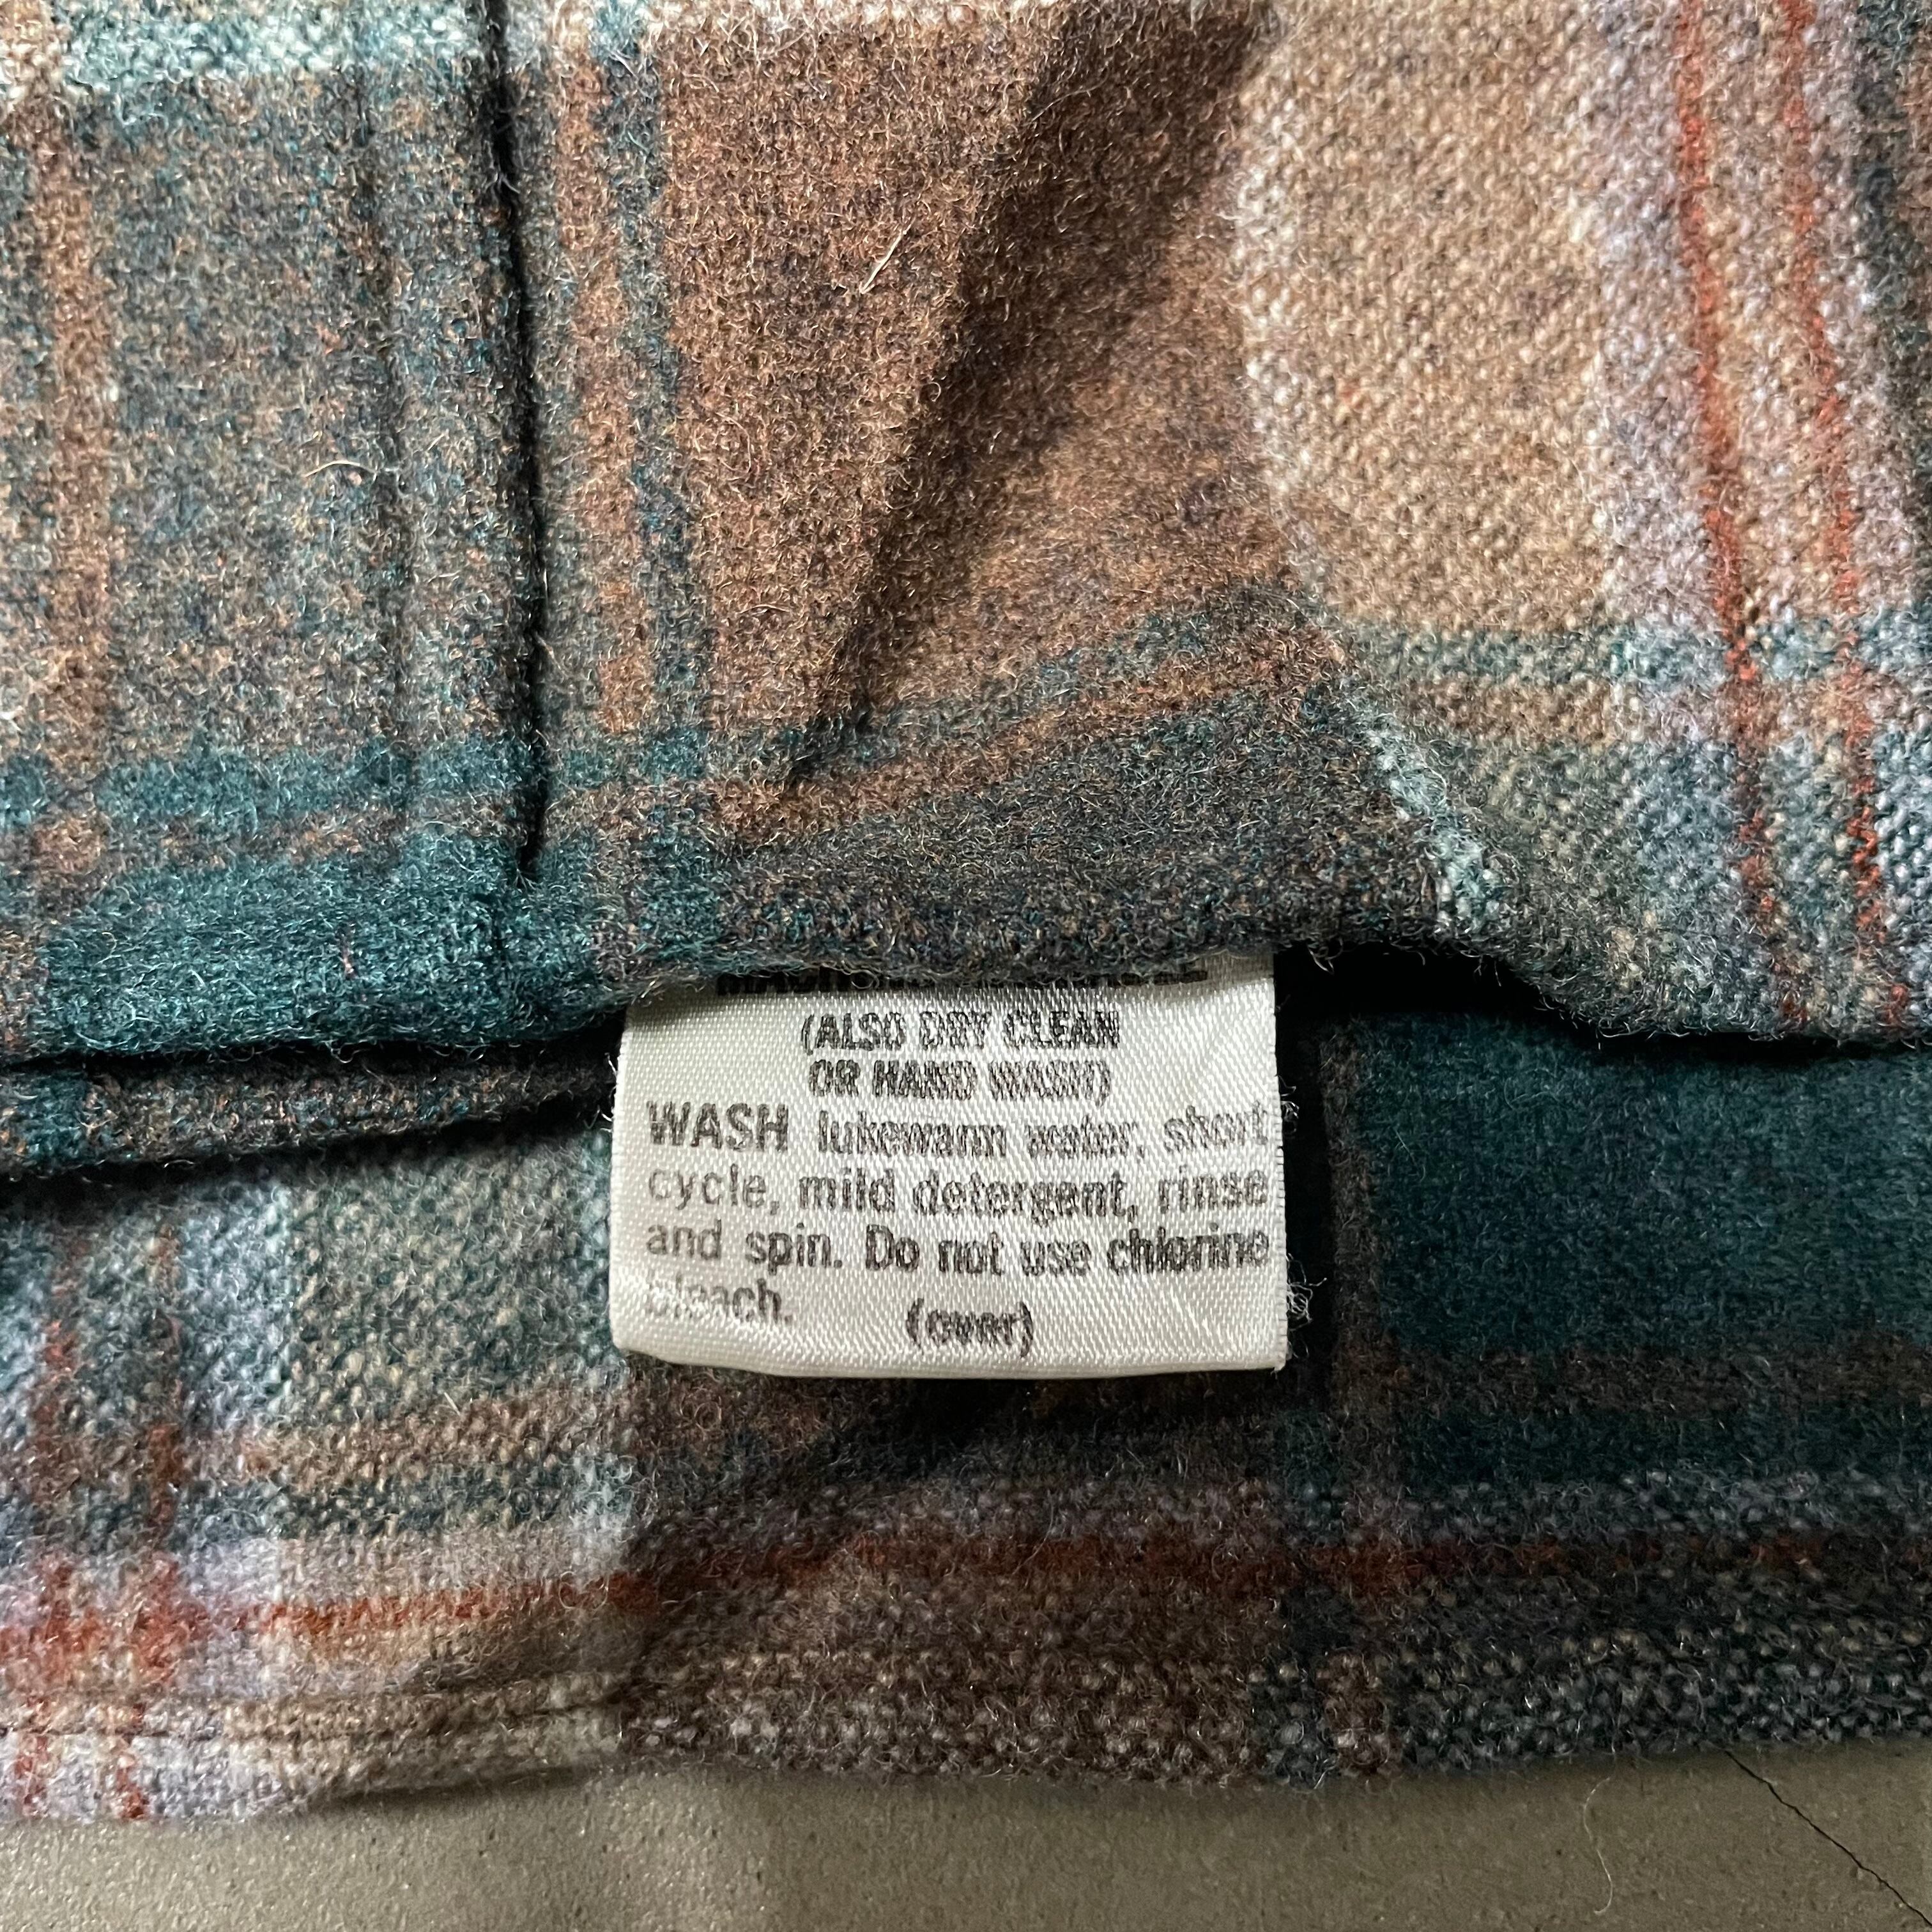 (ALSO DRY CLEAN
OR HAND WASH)
WASH lukewarm water, short
cycle, mild detergent, rinse
and spin. Do not use chlorine
bleach. (over)